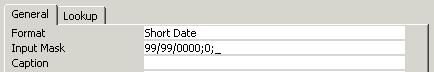 General Lookup
Format Short Date
Input Mask 99/99/0000;0;_
Caption